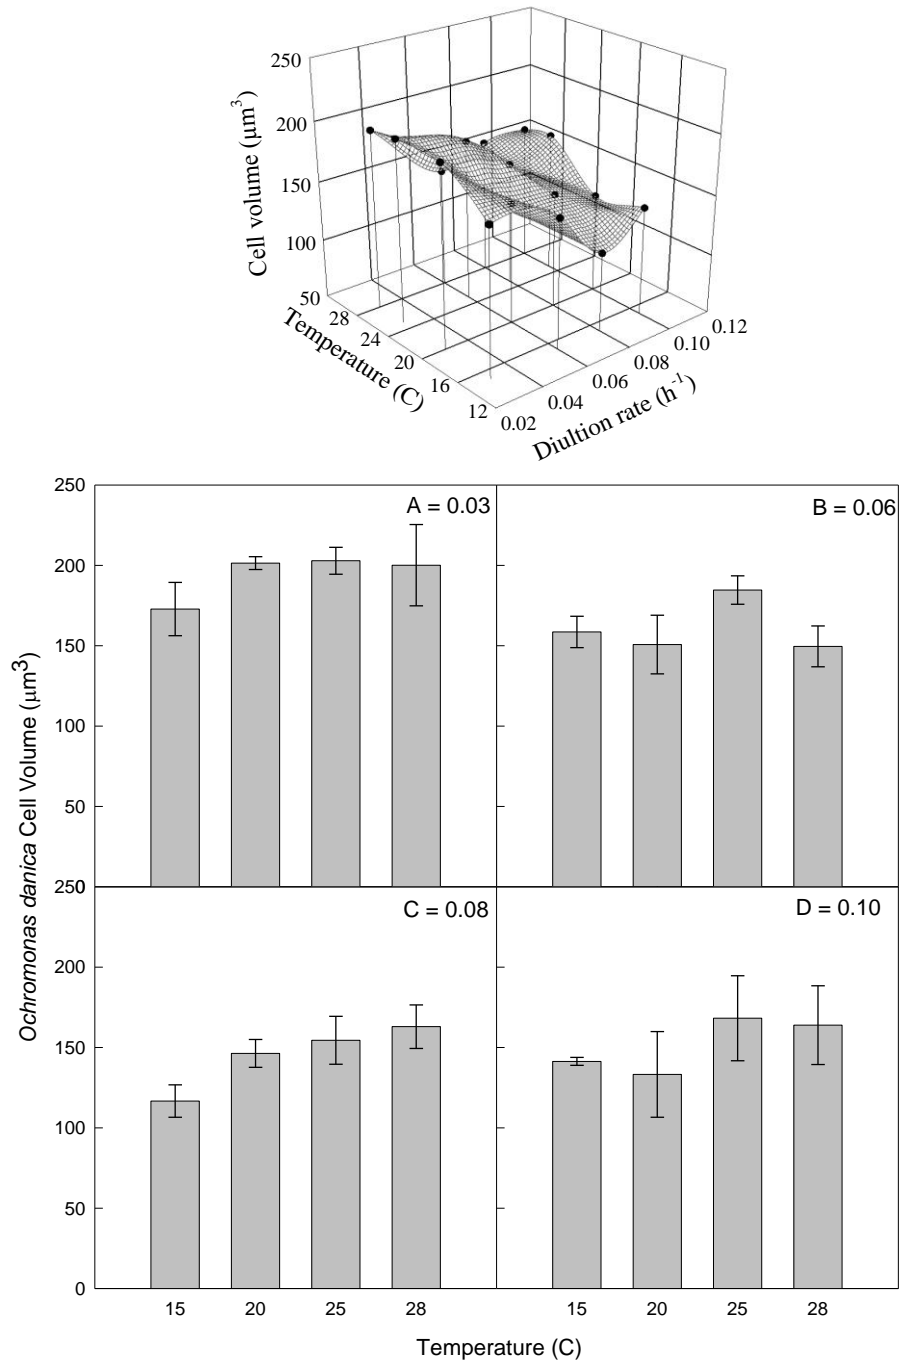 250
200
150
100
50
Cell volume (μm3)
28
24
20
16
12
Temperature (C)
0.02
0.04
0.06
0.08
0.10
0.12
Diultion rate (h-1)
250
200
150
100
50
250
0
200
150
100
50
0
Ochromonas danica Cell Volume (μm3)
A = 0.03
B = 0.06
C = 0.08
D = 0.10
15 20 25 28 15 20 25 28
Temperature (C)